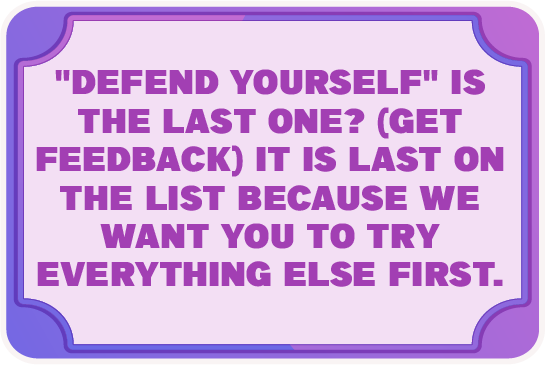 "DEFEND YOURSELF" IS
THE LAST ONE? (GET
FEEDBACK) IT IS LAST ON
THE LIST BECAUSE WE
WANT YOU TO TRY
EVERYTHING ELSE FIRST.